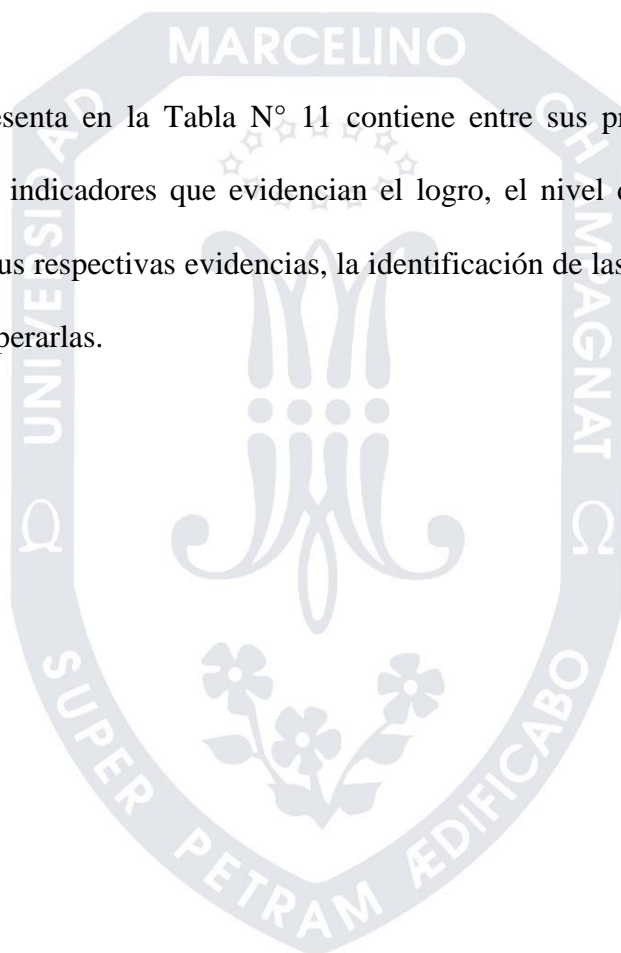 MARCELINO
esenta en la Tabla N° 11 contiene entre sus pr
indicadores que evidencian el logro, el nivel
us respectivas evidencias, la identificación de las
perarlas.
UNIVERSIDAD
CHAMPAGNAT
SUPER PETRAM ÆDIFICABO